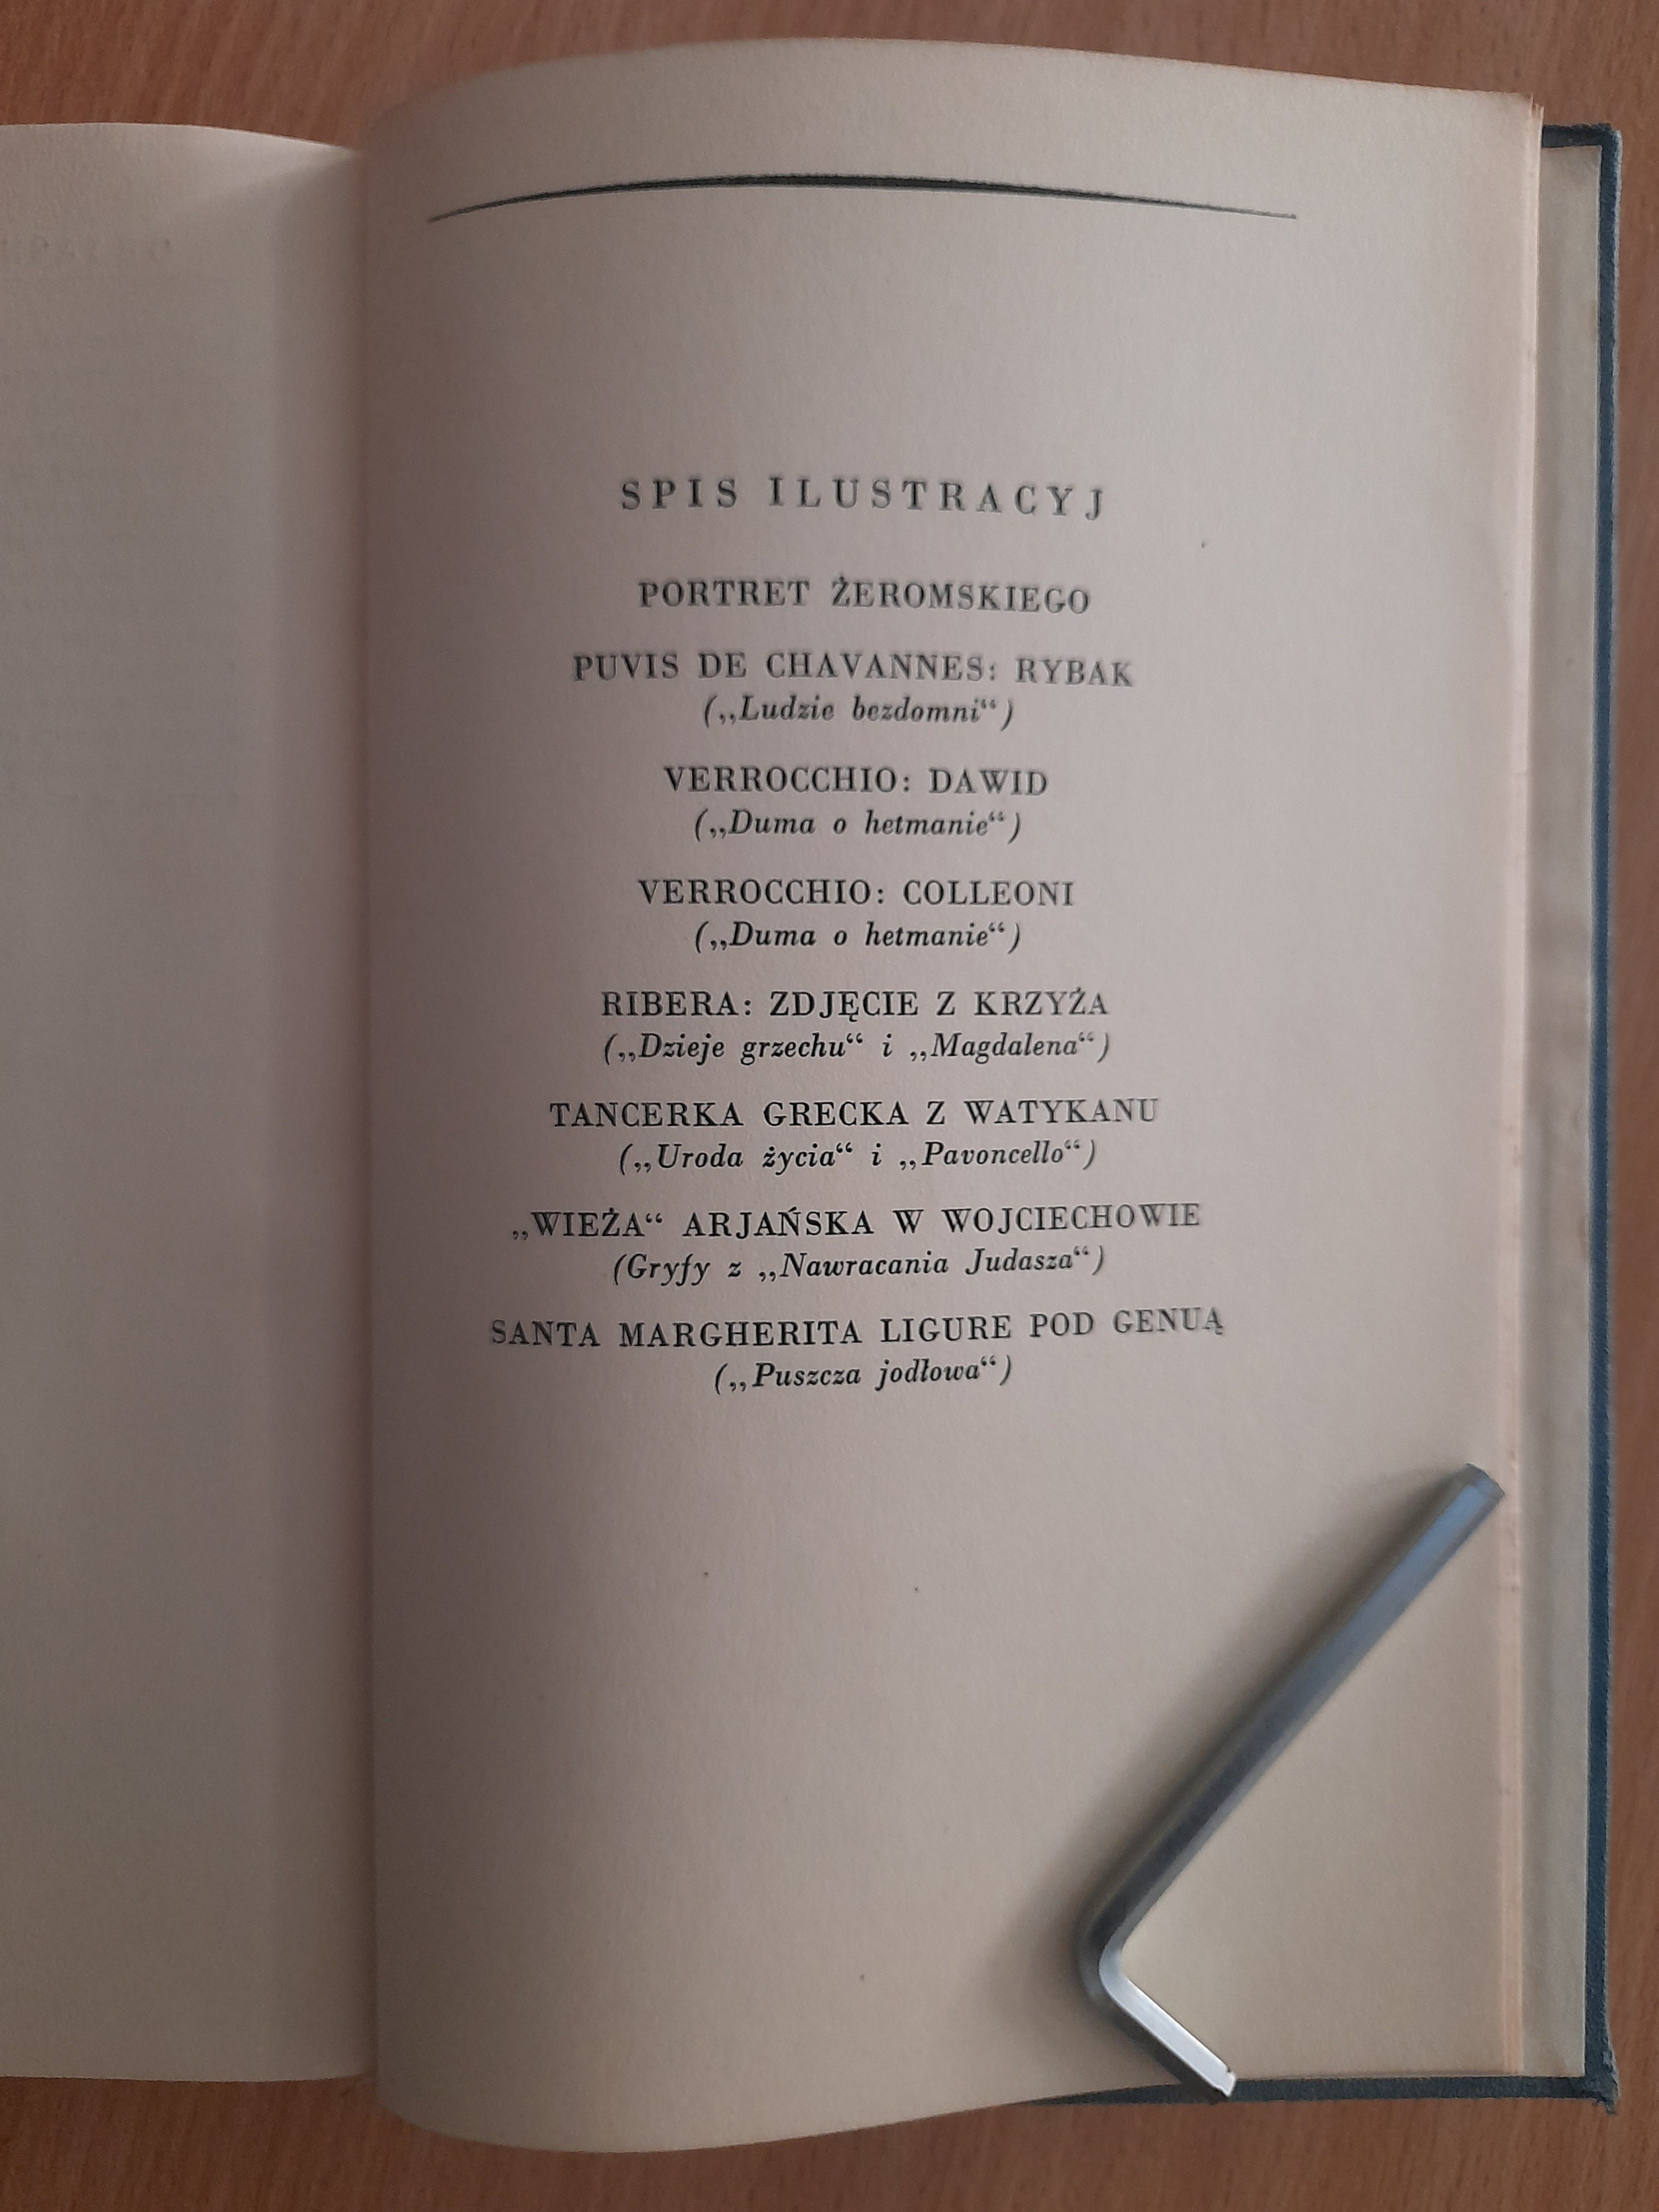 SPIS ILUSTRACYJ
PORTRET ŻEROMSKIEGO
PUVIS DE CHAVANNES: RYBAK
(„Ludzie bezdomni“)
VERROCCHIO: DAWID
(„Duma o hetmanie“)
VERROCCHIO: COLLEONI
(„Duma o hetmanie“)
RIBERA: ZDJĘCIE Z KRZYŻA
(„Dzieje grzechu“ i „Magdalena“)
TANCERKA GRECKA Z WATYKANU
(„Uroda życia“ i „Pavoncello“)
„WIEŻA“ ARJAŃSKA W WOJCIECHOWIE
(Gryfy z „Nawracania Judasza“)
SANTA MARGHERITA LIGURE POD GENUĄ
(„Puszcza jodłowa“)